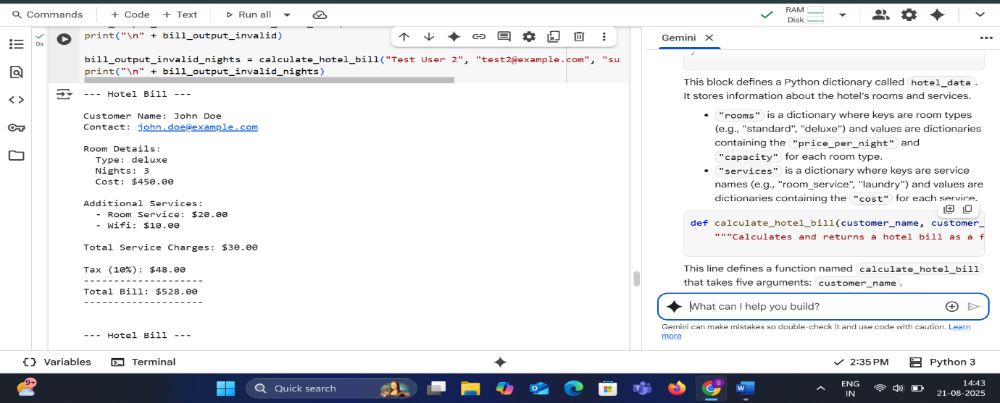 Commands + Code + Text Run all
RAM
Disk
print("\n" + bill_output_invalid)
0s
bill_output_invalid_nights = calculate_hotel_bill("Test User 2", "test2@example.com", "su
print("\n" + bill_output_invalid_nights)
--- Hotel Bill ---
Customer Name: John Doe
Contact: john.doe@example.com
Room Details:
Type: deluxe
Nights: 3
Cost: $450.00
Additional Services:
- Room Service: $20.00
- Wifi: $10.00
Total Service Charges: $30.00
Tax (10%): $48.00
--------------------
Total Bill: $528.00
--------------------
--- Hotel Bill ---
Gemini
This block defines a Python dictionary called hotel_data.
It stores information about the hotel's rooms and services.
• "rooms" is a dictionary where keys are room types
(e.g., "standard", "deluxe") and values are dictionaries
containing the "price_per_night" and
"capacity" for each room type.
• "services" is a dictionary where keys are service
names (e.g., "room_service", "laundry") and values are
dictionaries containing the "cost" for each service.
def calculate_hotel_bill(customer_name, customer_
"""Calculates and returns a hotel bill as a f
This line defines a function named calculate_hotel_bill
that takes five arguments: customer_name,
What can I help you build?
Gemini can make mistakes so double-check it and use code with caution. Learn
more
{} Variables Terminal
2:35 PM Python 3
9+
Quick search
S
W
ENG
IN
14:43
21-08-2025